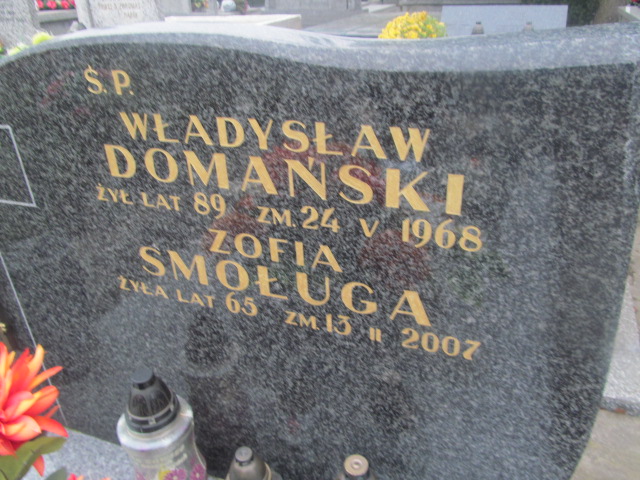 Ś.P.
WŁADYSŁAW
DOMAŃSKI
ŻYŁ LAT 89 ZM. 24 V 1968
ZOFIA
SMOŁUGA
ŻYŁA LAT 65 ZM 13 II 2007